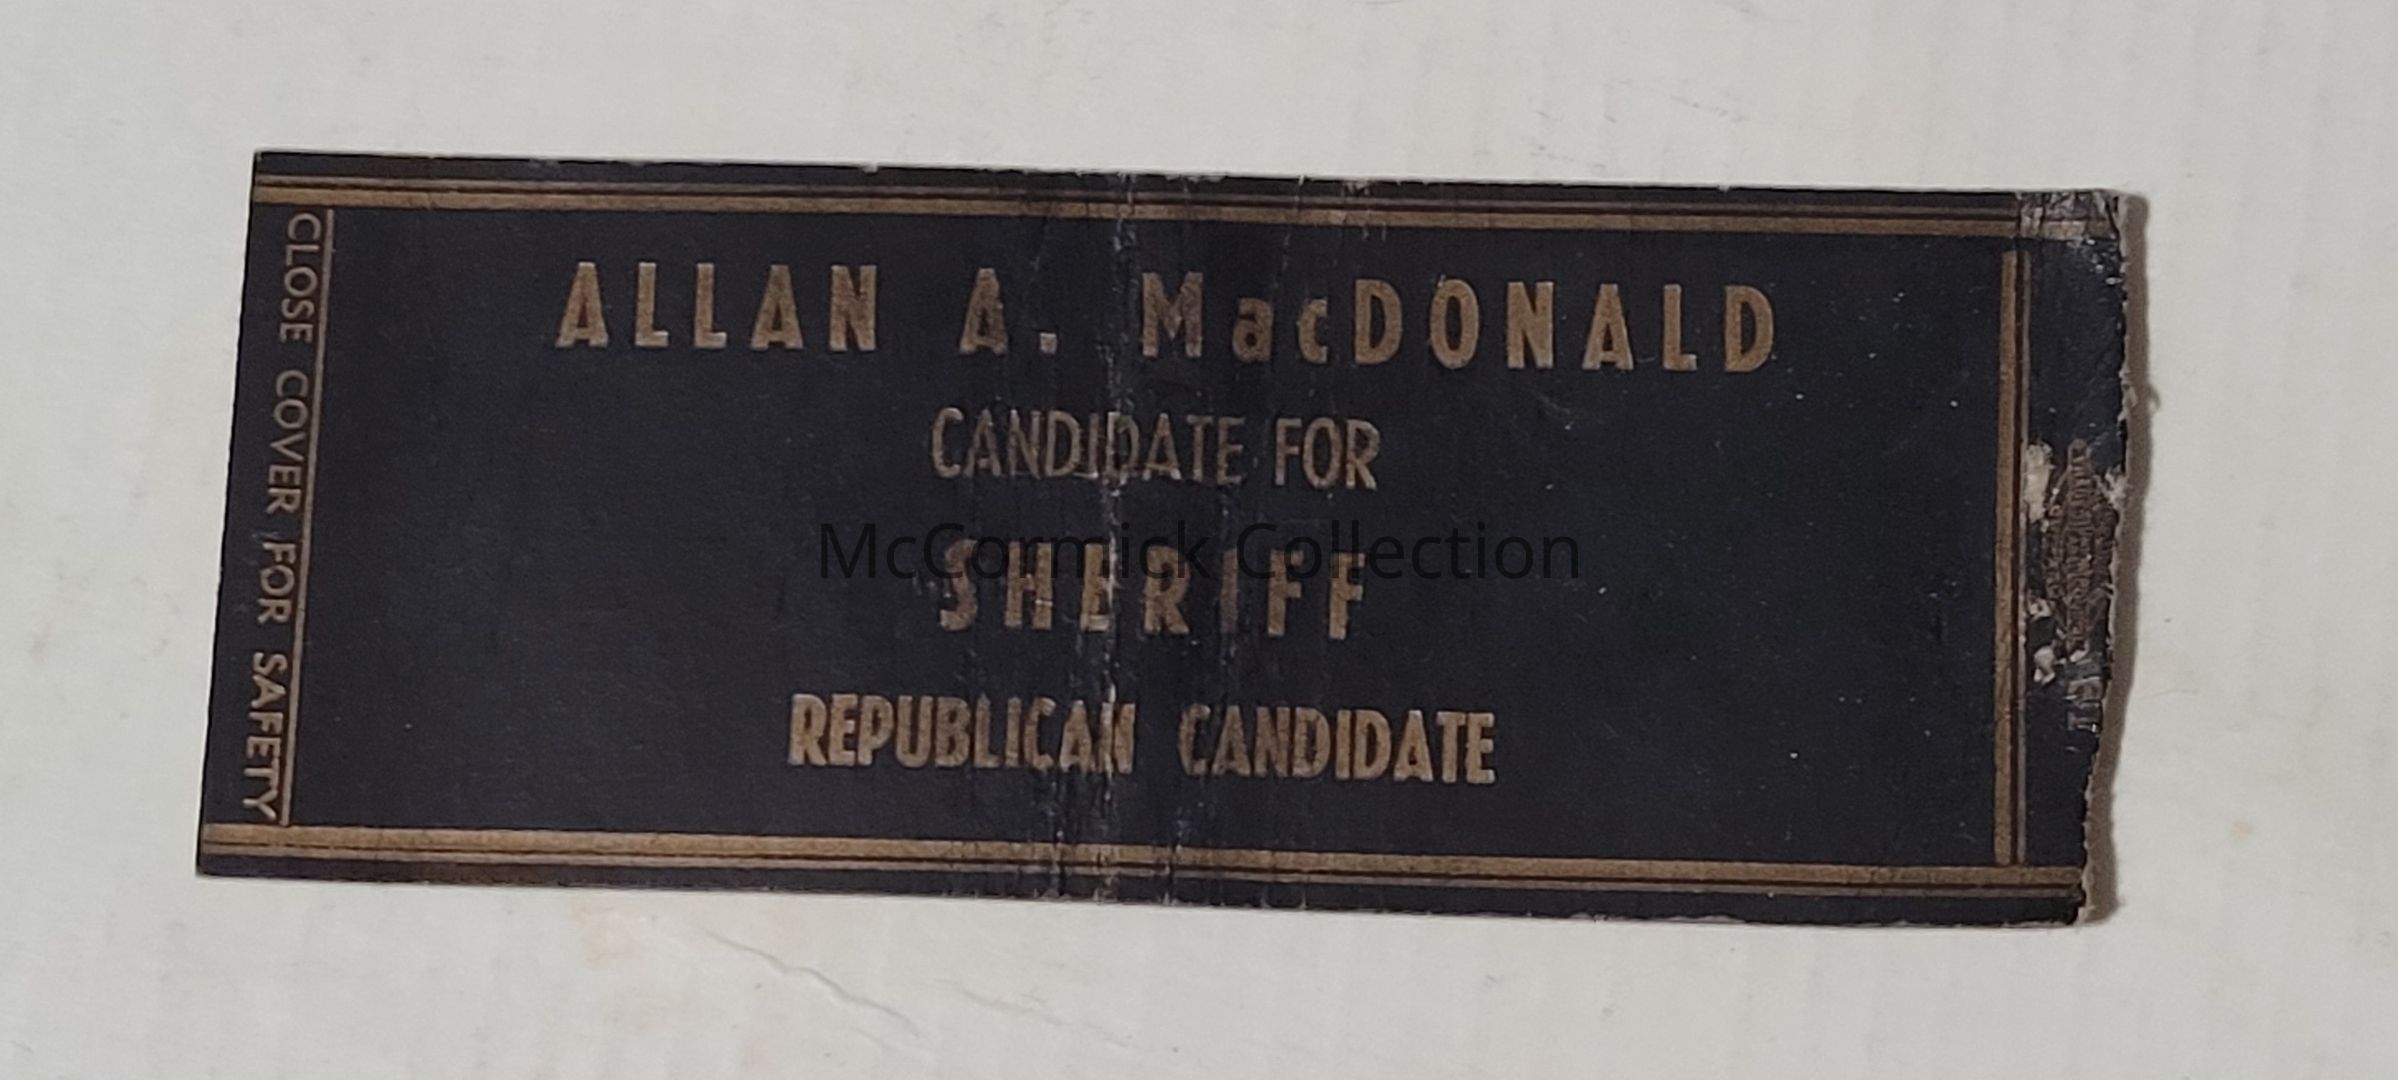 ALLAN A. MacDONALD
CANDIDATE FOR
McCormick Collection
SHERIFF
REPUBLICAN CANDIDATE
CLOSE COVER FOR SAFETY